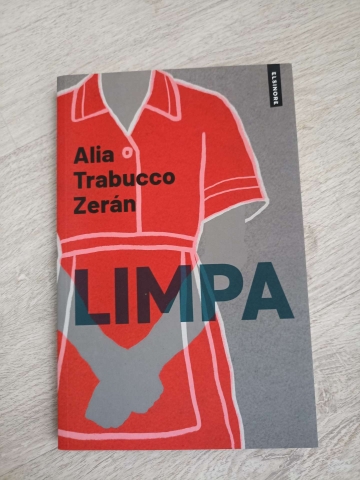 ELSINORE
Alia
Trabucco
Zerán
LIMPA